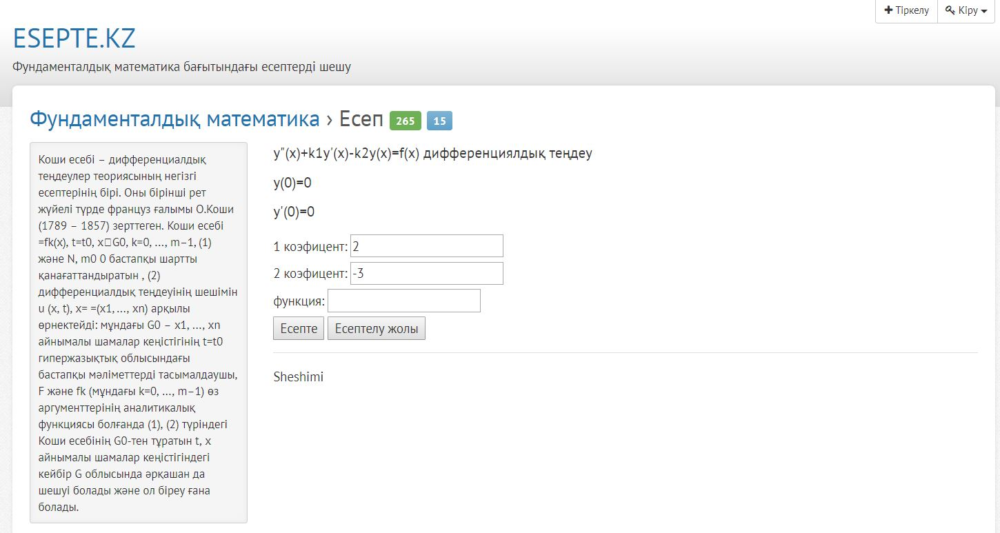 Тіркелу
Кіру
ESEPTE.KZ
Фундаменталдық математика бағытындағы есептерді шешу
Фундаменталдық математика › Есеп 265 15
Коши есебі – дифференциалдық
теңдеулер теориясының негізгі
есептерінің бірі. Оны бірінші рет
жүйелі түрде француз ғалымы О.Коши
(1789 – 1857) зерттеген. Коши есебі
=fk(x), t=t0, x□G0, k=0, ..., m–1, (1)
және N, m0 0 бастапқы шартты
қанағаттандыратын , (2)
дифференциалдық теңдеуінің шешімін
u (x, t), x= =(x1, ..., xn) арқылы
өрнектейді: мұндағы G0 – x1, ..., xn
айнымалы шамалар кеңістігінің t=t0
гипержазықтық облысындағы
бастапқы мәліметтерді тасымалдаушы,
F және fk (мұндағы k=0, ..., m–1) өз
аргументтерінің аналитикалық
функциясы болғанда (1), (2) түріндегі
Коши есебінің G0-тен тұратын t, x
айнымалы шамалар кеңістігіндегі
кейбір G облысында әрқашан да
шешуі болады және ол біреу ғана
болады.
y"(x)+k1y'(x)-k2y(x)=f(x) дифференциялдық теңдеу
y(0)=0
y'(0)=0
1 коэфицент: 2
2 коэфицент: -3
функция:
Есепте Есептелу жолы
Sheshimi